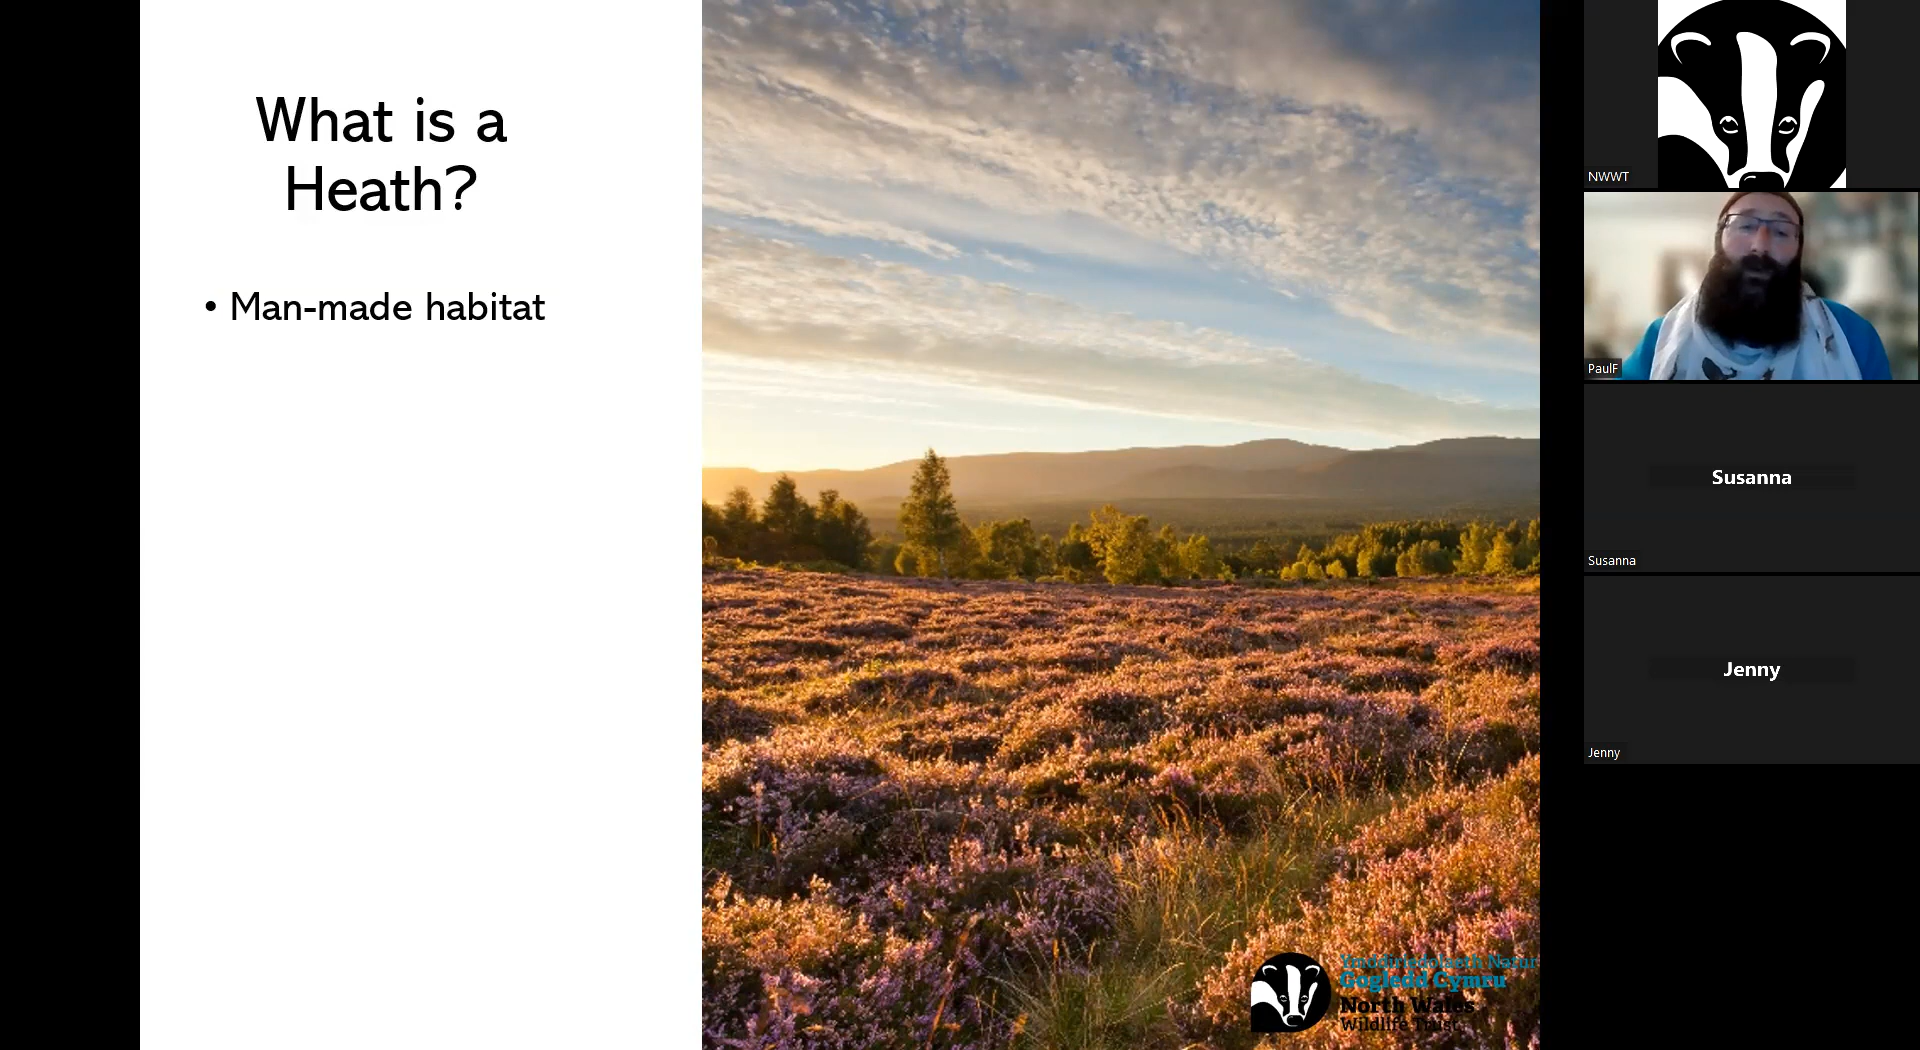 What is a
Heath?
• Man-made habitat
Ymddiriedolaeth Natur
Gogledd Cymru
North Wales
Wildlife Trust
NWWT
PaulF
Susanna
Susanna
Jenny
Jenny